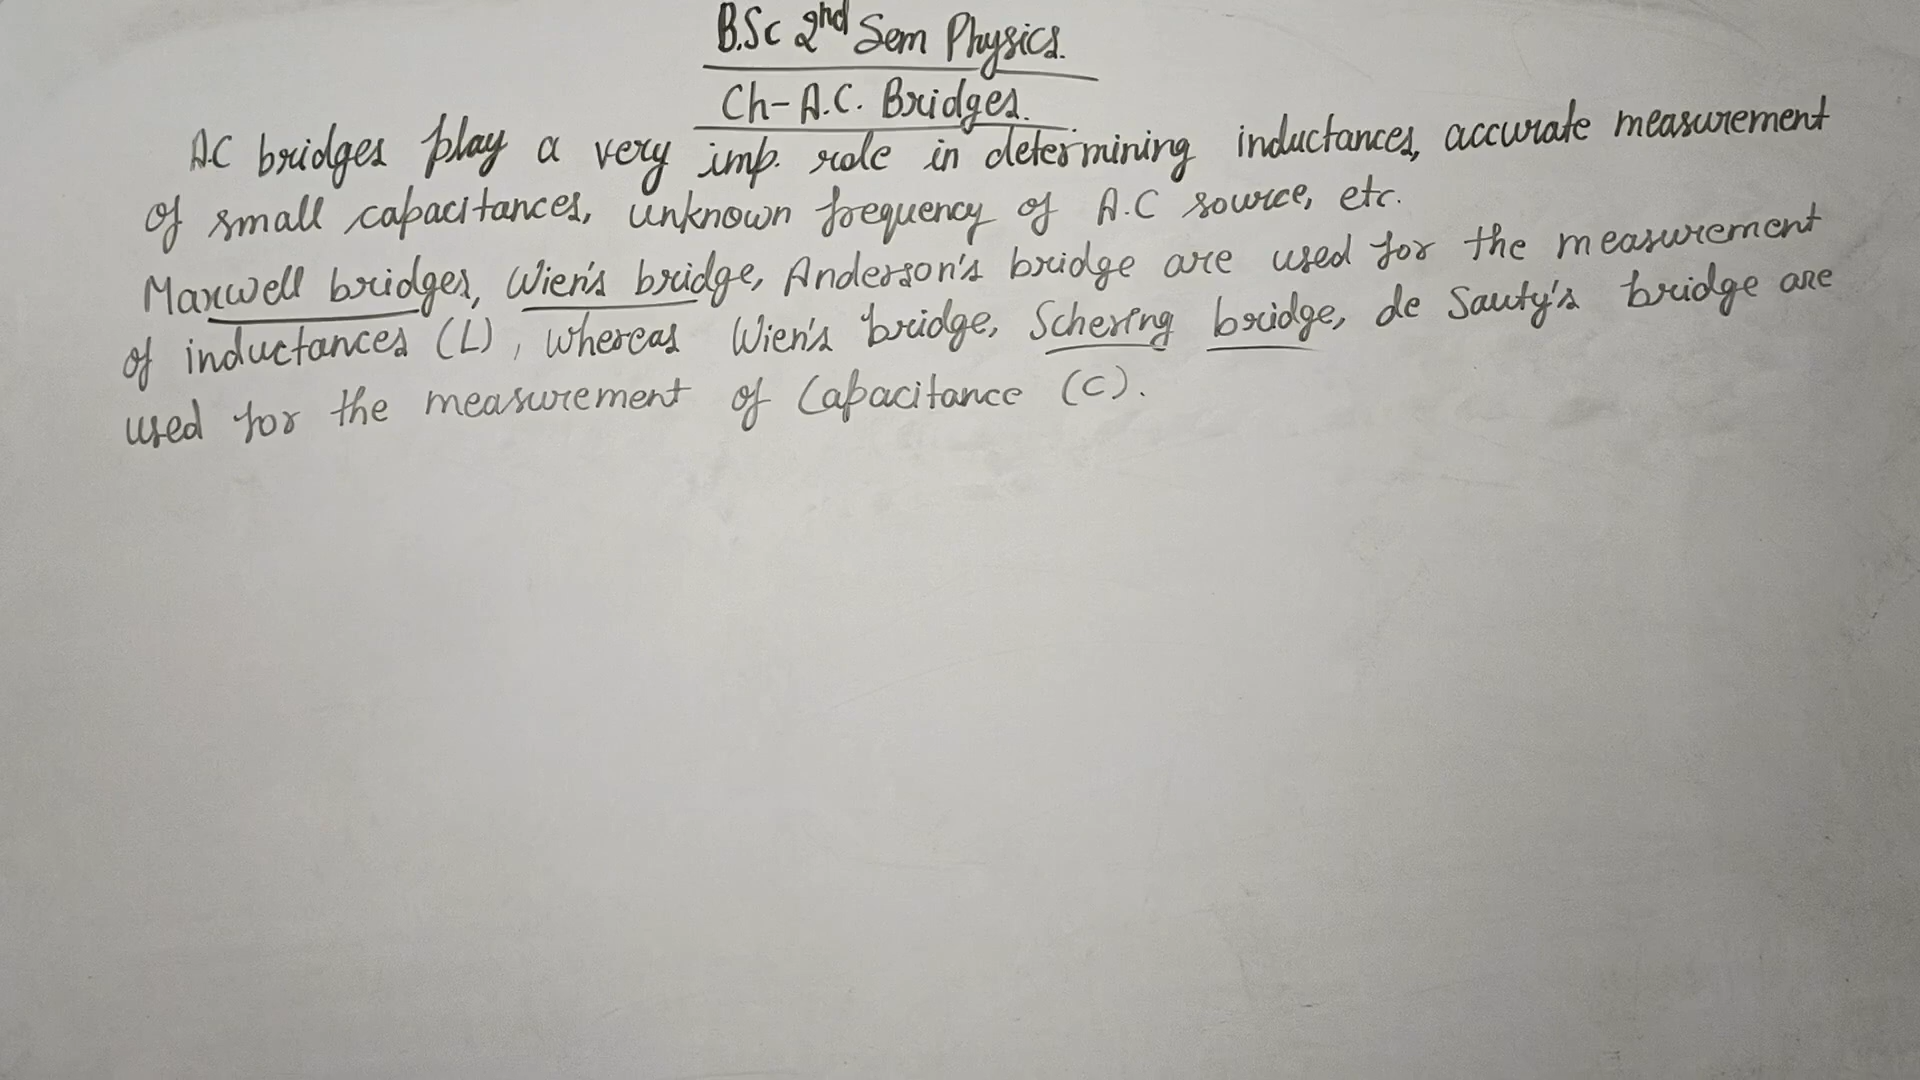 B.Sc 2nd Sem Physics.
Ch- A.C. Bridges.
AC bridges play a very imp. role in determining inductances, accurate measurement
of small capacitances, unknown frequency of A.C source, etc.
Maxwell bridges, Wien's bridge, Anderson's bridge are used for the measurement
of inductances (L), whereas Wien's bridge, Schering bridge, de Sauty's bridge are
used for the measurement of Capacitance (C).